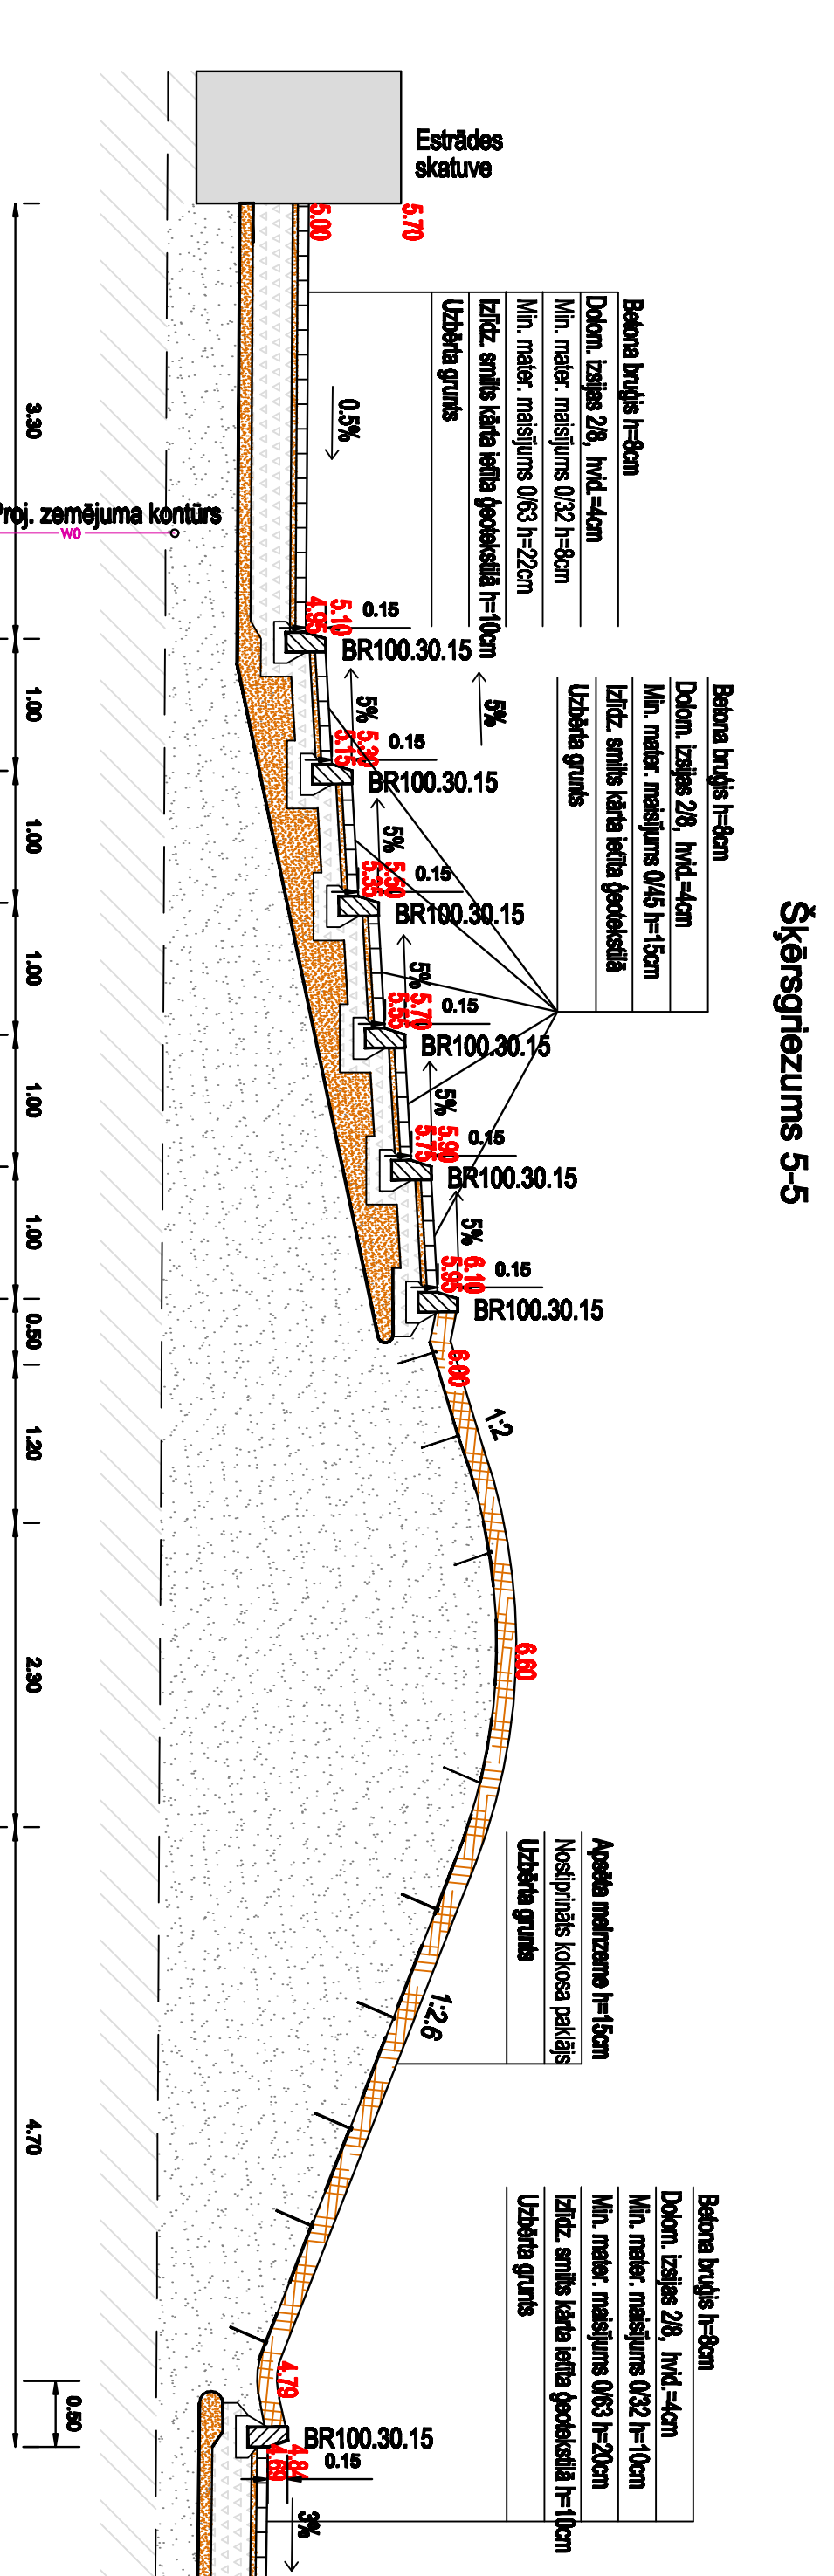 Šķērsgriezums 5-5
Estrādes
skatuve
5.70
5.00
Betona bruģis h=8cm
Dolom. izsijas 2/8, hvid.=4cm
Min. mater. maisījums 0/32 h=8cm
Min. mater. maisījums 0/63 h=22cm
Izlīdz. smilts kārta ietīta ģeotekstilā h=10cm
Uzbērta grunts
0.5%
Proj. zemējuma kontūrs
W0
Betona bruģis h=8cm
Dolom. izsijas 2/8, hvid.=4cm
Min. mater. maisījums 0/45 h=15cm
Izlīdz. smilts kārta ietīta ģeotekstilā
Uzbērta grunts
5%
0.15
5.10
4.95
BR100.30.15
5%
0.15
5.30
5.15
BR100.30.15
5%
0.15
5.50
5.35
BR100.30.15
5%
0.15
5.70
5.55
BR100.30.15
5%
0.15
5.90
5.75
BR100.30.15
5%
0.15
6.10
5.95
BR100.30.15
6.00
1:2
6.60
Apsēta melnzeme h=15cm
Nostiprināts kokosa paklājs
Uzbērta grunts
1:2.6
Betona bruģis h=8cm
Dolom. izsijas 2/8, hvid.=4cm
Min. mater. maisījums 0/32 h=10cm
Min. mater. maisījums 0/63 h=20cm
Izlīdz. smilts kārta ietīta ģeotekstilā h=10cm
Uzbērta grunts
4.79
BR100.30.15
4.84
4.69
0.15
3%
3.30
1.00
1.00
1.00
1.00
1.00
0.50
1.20
2.30
4.70
0.50